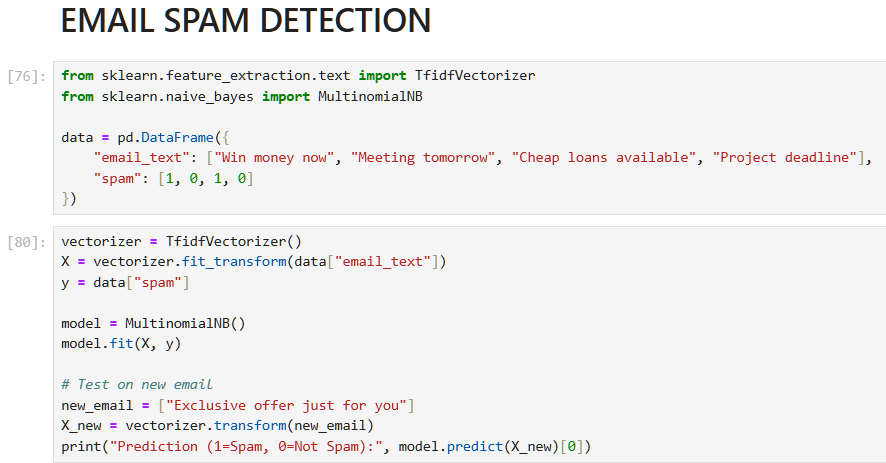 EMAIL SPAM DETECTION
[76]:
from sklearn.feature_extraction.text import TfidfVectorizer
from sklearn.naive_bayes import MultinomialNB
data = pd.DataFrame({
    "email_text": ["Win money now", "Meeting tomorrow", "Cheap loans available", "Project deadline"],
    "spam": [1, 0, 1, 0]
})
[80]:
vectorizer = TfidfVectorizer()
X = vectorizer.fit_transform(data["email_text"])
y = data["spam"]
model = MultinomialNB()
model.fit(X, y)
# Test on new email
new_email = ["Exclusive offer just for you"]
X_new = vectorizer.transform(new_email)
print("Prediction (1=Spam, 0=Not Spam):", model.predict(X_new)[0])